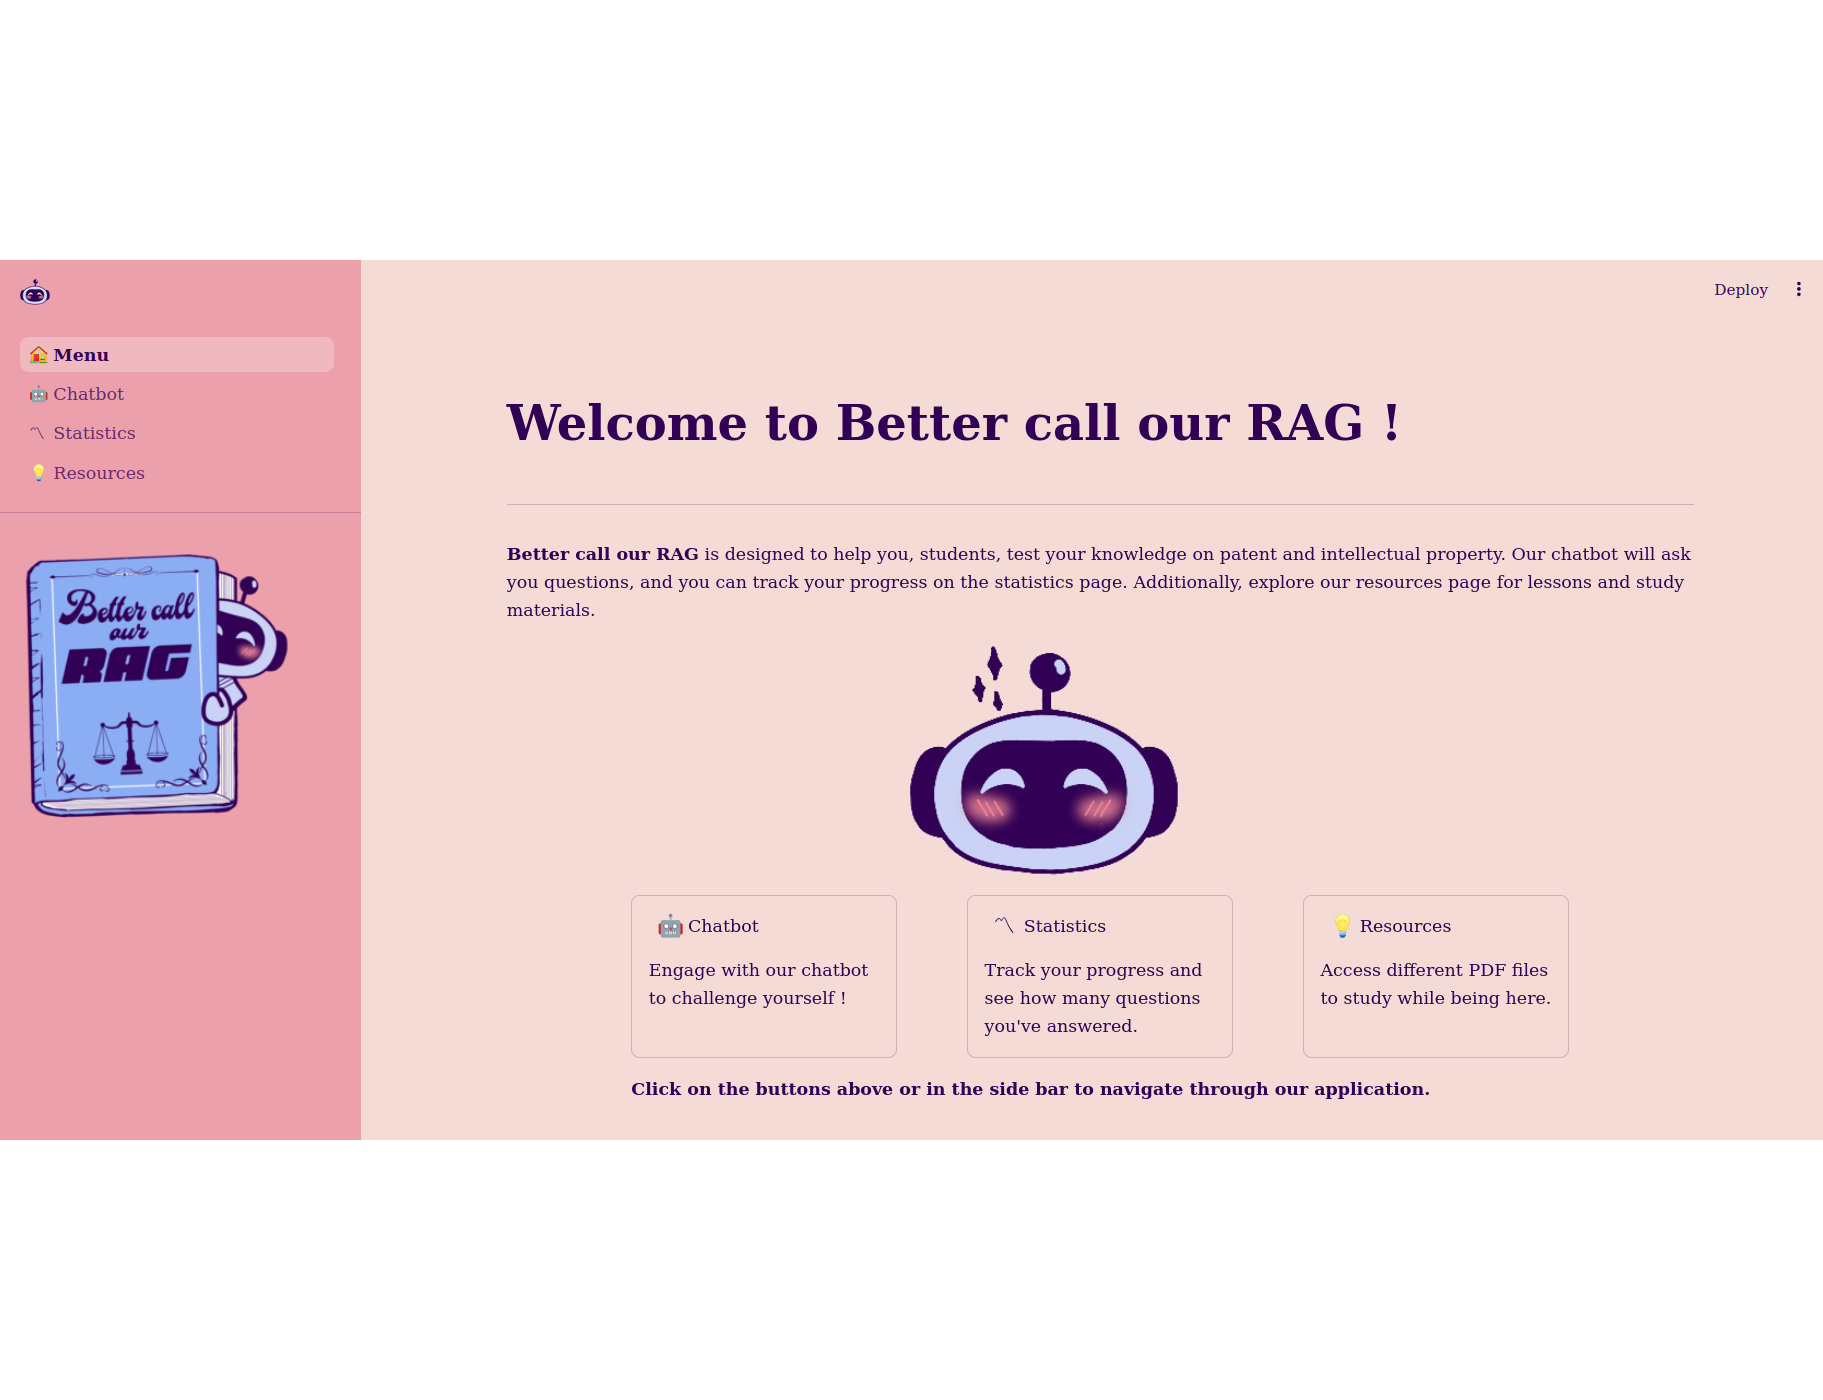 Deploy
🏠 Menu
🤖 Chatbot
〽 Statistics
💡 Resources
Better call
our
RAG
Welcome to Better call our RAG !
Better call our RAG is designed to help you, students, test your knowledge on patent and intellectual property. Our chatbot will ask
you questions, and you can track your progress on the statistics page. Additionally, explore our resources page for lessons and study
materials.
🤖 Chatbot
Engage with our chatbot
to challenge yourself !
〽 Statistics
Track your progress and
see how many questions
you've answered.
💡 Resources
Access different PDF files
to study while being here.
Click on the buttons above or in the side bar to navigate through our application.